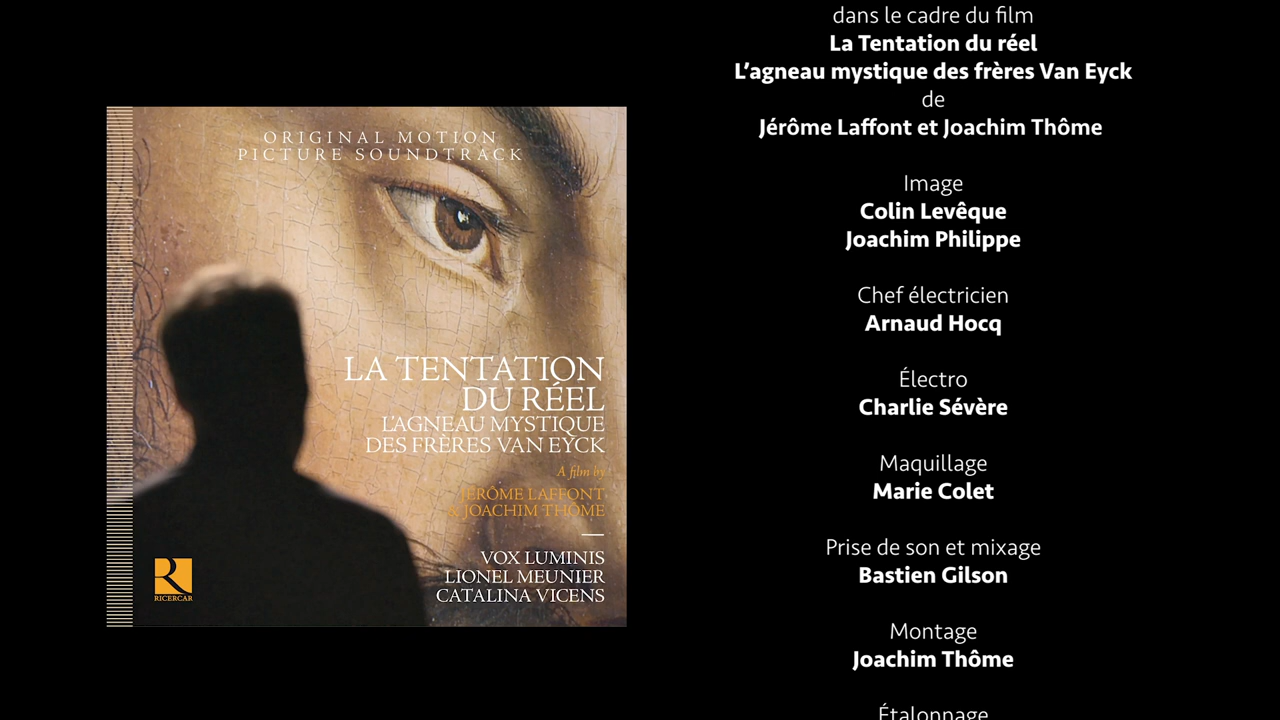 ORIGINAL MOTION
PICTURE SOUNDTRACK
LA TENTATION
DU RÉEL
L'AGNEAU MYSTIQUE
DES FRÈRES VAN EYCK
A film by
JÉRÔME LAFFONT
& JOACHIM THÔME
VOX LUMINIS
LIONEL MEUNIER
CATALINA VICENS
R
RICERCAR
dans le cadre du film
La Tentation du réel
L’agneau mystique des frères Van Eyck
de
Jérôme Laffont et Joachim Thôme
Image
Colin Levêque
Joachim Philippe
Chef électricien
Arnaud Hocq
Électro
Charlie Sévère
Maquillage
Marie Colet
Prise de son et mixage
Bastien Gilson
Montage
Joachim Thôme
Étalonnage